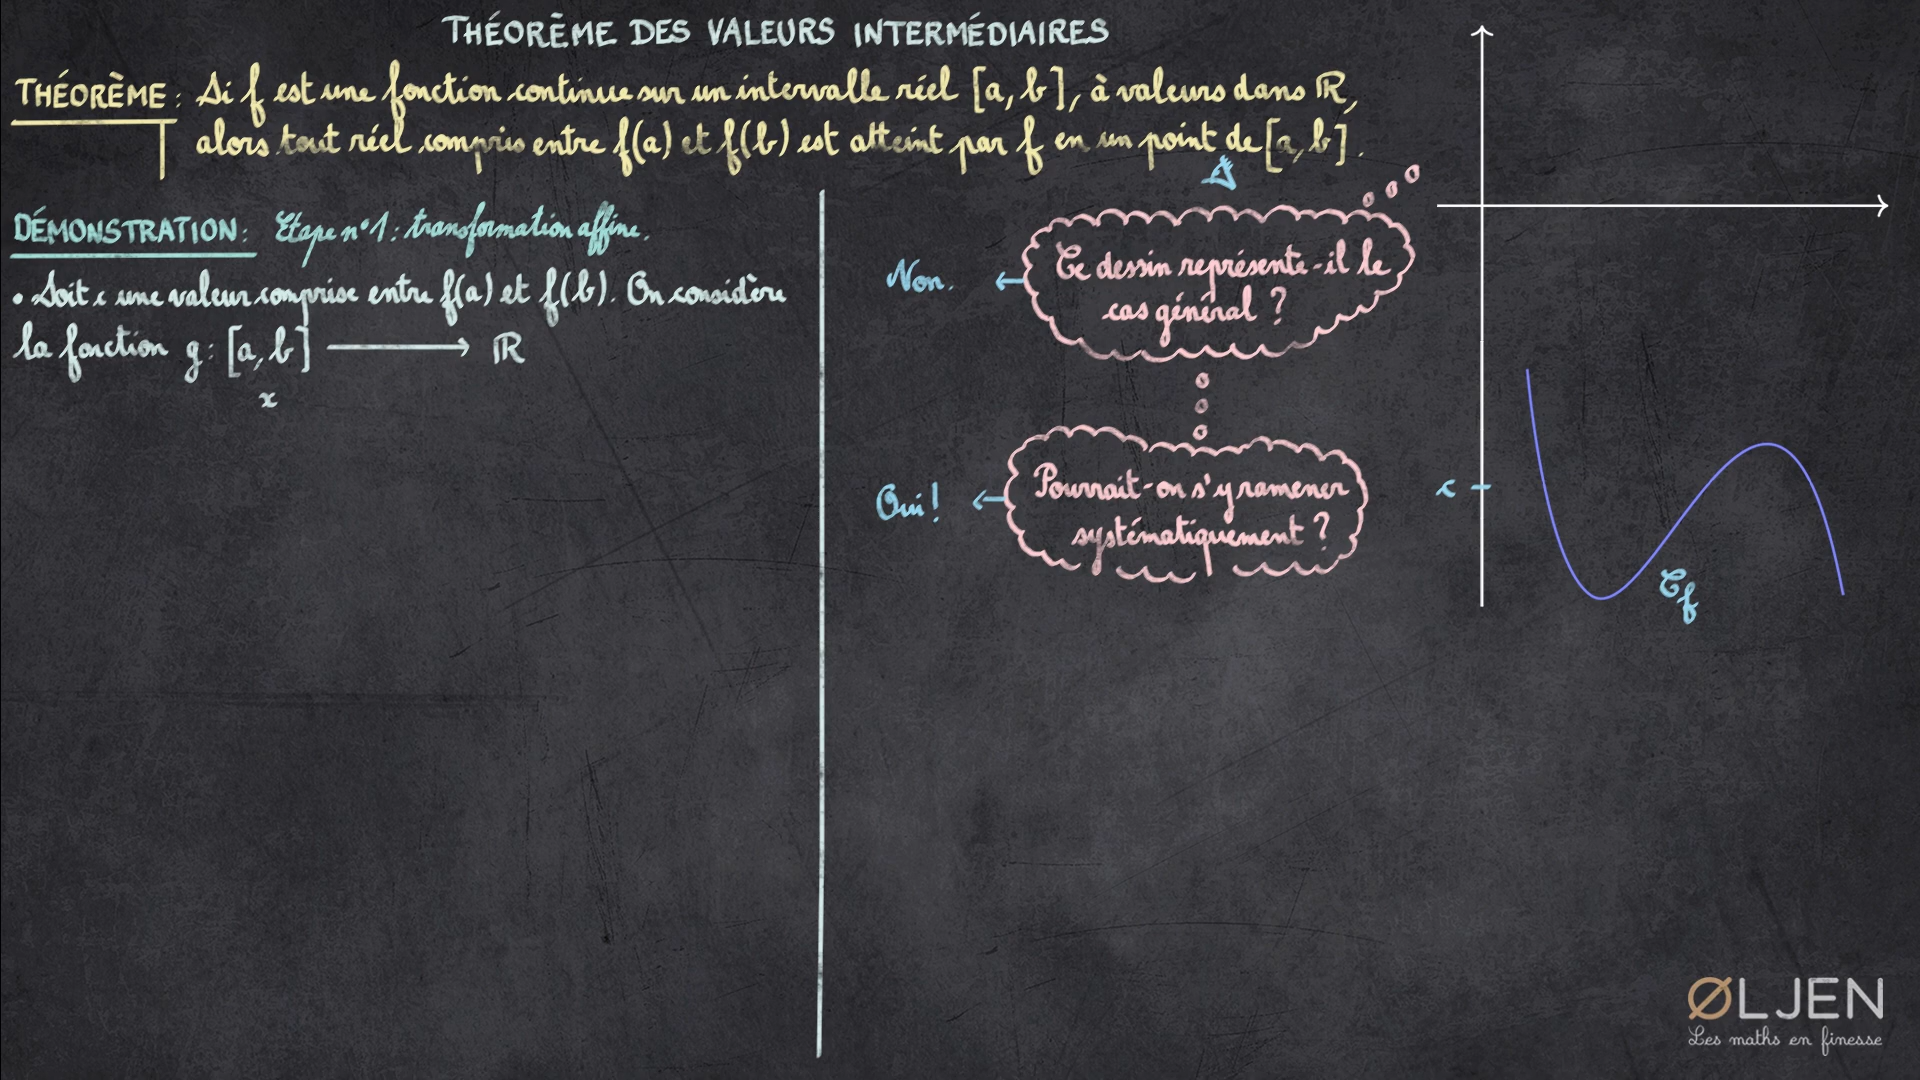 THÉORÈME DES VALEURS INTERMÉDIAIRES
THÉORÈME : Si f est une fonction continue sur un intervalle réel [a, b], à valeurs dans ℝ,
alors tout réel compris entre f(a) et f(b) est atteint par f en un point de [a, b].
DÉMONSTRATION : Etape n°1 : transformation affine.
• Soit c une valeur comprise entre f(a) et f(b). On considère
la fonction g : [a, b] ⟶ ℝ
x
Ce dessin représente-il le
cas général ?
Non.
Pourrait-on s'y ramener
systématiquement ?
Oui !
c
𝒞f
ØLJEN
Les maths en finesse